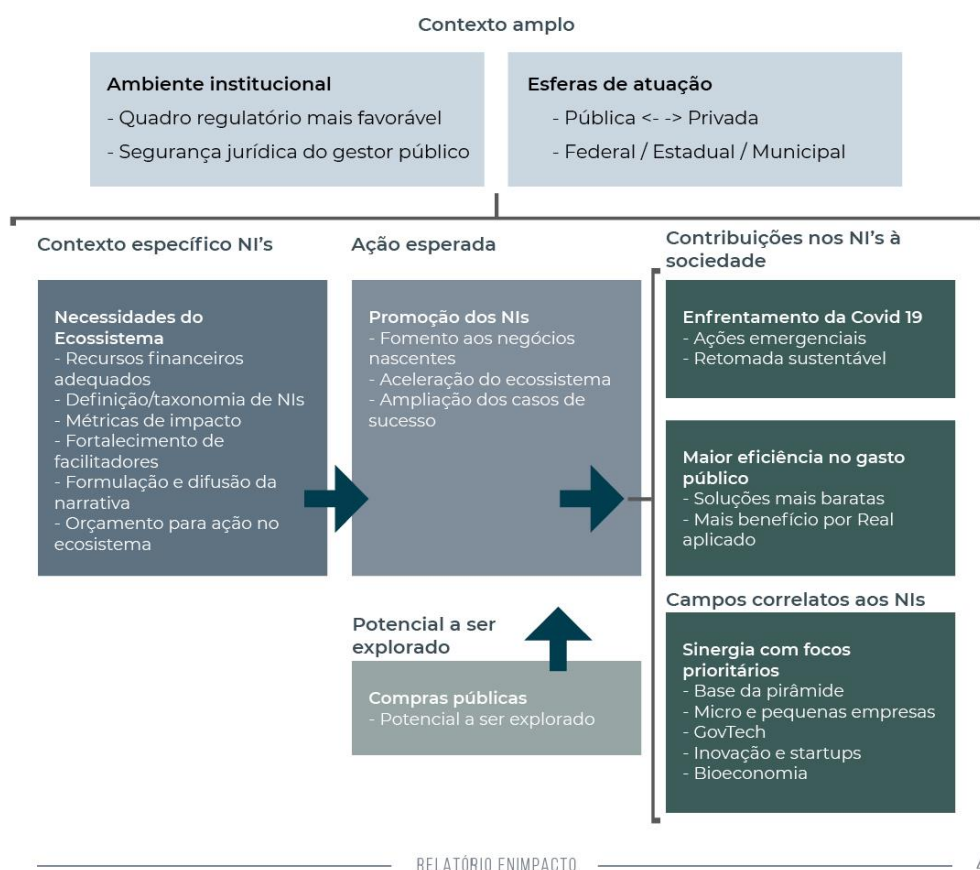 Contexto amplo
Ambiente institucional
- Quadro regulatório mais favorável
- Segurança jurídica do gestor público
Esferas de atuação
- Pública <- -> Privada
- Federal / Estadual / Municipal
Contexto específico NI's
Necessidades do
Ecossistema
- Recursos financeiros
adequados
- Definição/taxonomia de NIs
- Métricas de impacto
- Fortalecimento de
facilitadores
- Formulação e difusão da
narrativa
- Orçamento para ação no
ecosistema
Ação esperada
Promoção dos NIs
- Fomento aos negócios
nascentes
- Aceleração do ecossistema
- Ampliação dos casos de
sucesso
Potencial a ser
explorado
Compras públicas
- Potencial a ser explorado
Contribuições nos NI's à
sociedade
Enfrentamento da Covid 19
- Ações emergenciais
- Retomada sustentável
Maior eficiência no gasto
público
- Soluções mais baratas
- Mais benefício por Real
aplicado
Campos correlatos aos NIs
Sinergia com focos
prioritários
- Base da pirâmide
- Micro e pequenas empresas
- GovTech
- Inovação e startups
- Bioeconomia
RELATÓRIO ENIMPACTO